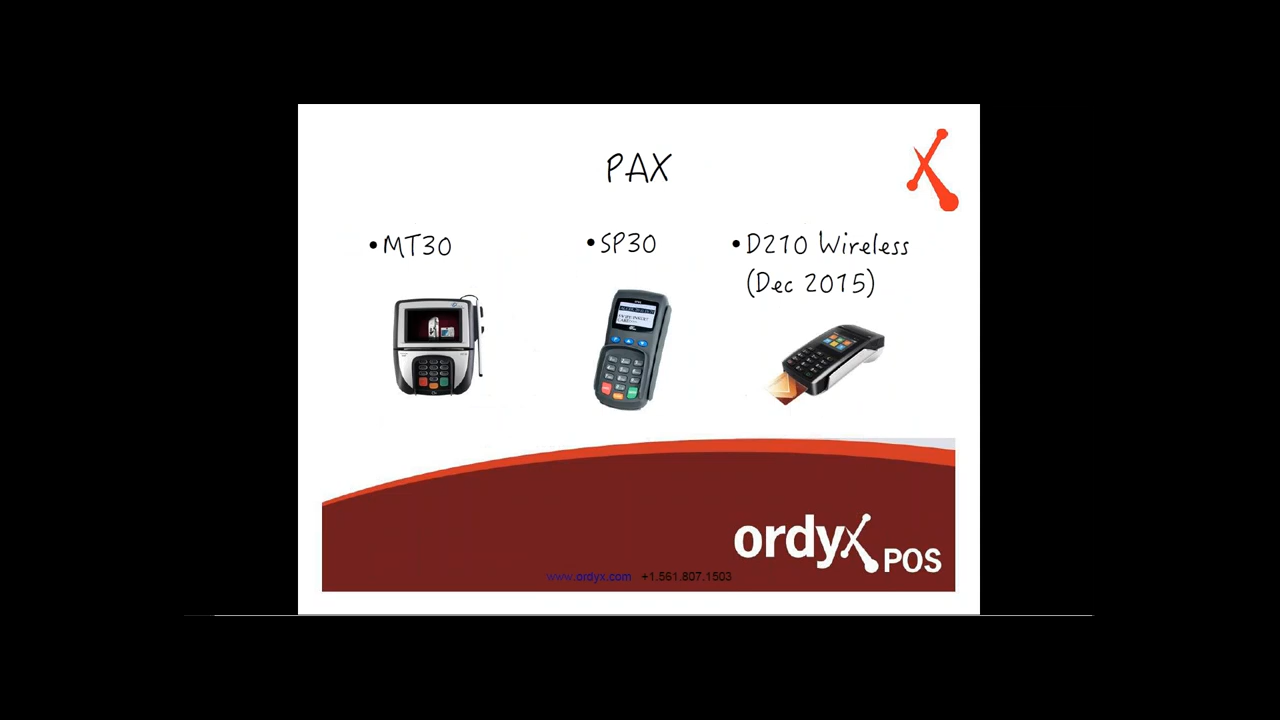 PAX
• MT30
• SP30
• D210 Wireless
(Dec 2015)
ordyx POS
www.ordyx.com +1.561.807.1503